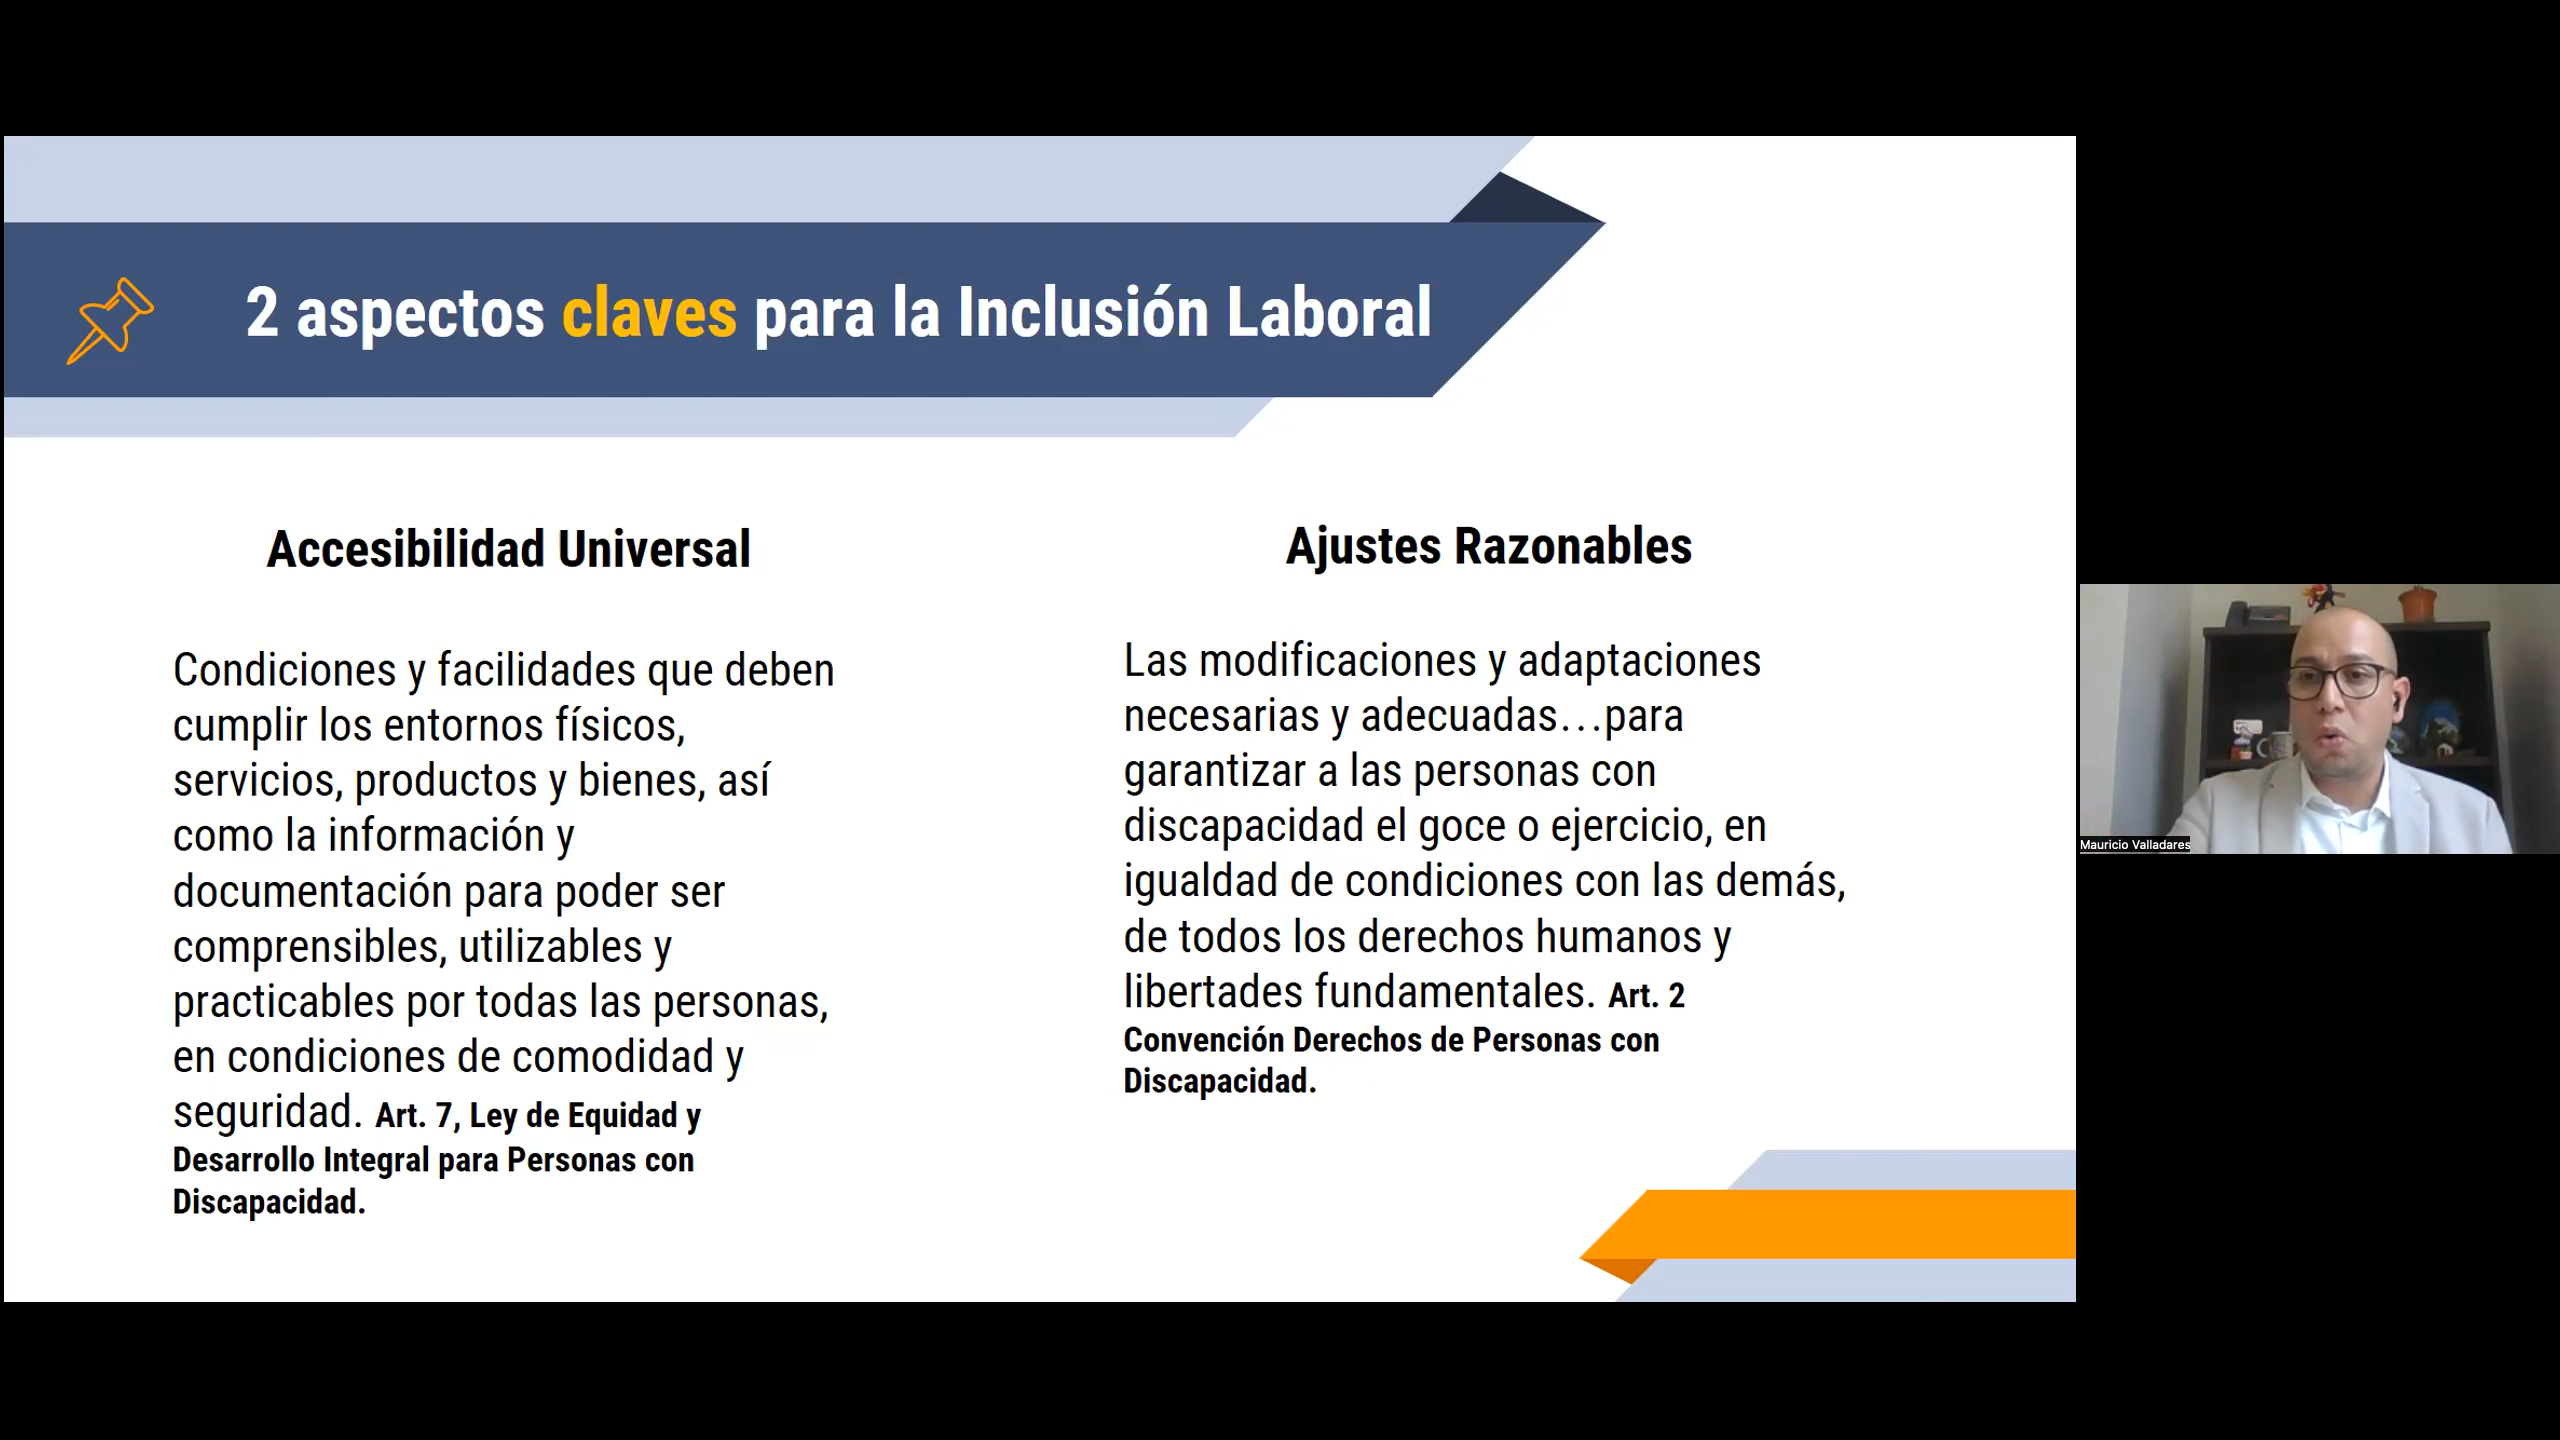 2 aspectos claves para la Inclusión Laboral
Accesibilidad Universal
Condiciones y facilidades que deben
cumplir los entornos físicos,
servicios, productos y bienes, así
como la información y
documentación para poder ser
comprensibles, utilizables y
practicables por todas las personas,
en condiciones de comodidad y
seguridad. Art. 7, Ley de Equidad y
Desarrollo Integral para Personas con
Discapacidad.
Ajustes Razonables
Las modificaciones y adaptaciones
necesarias y adecuadas…para
garantizar a las personas con
discapacidad el goce o ejercicio, en
igualdad de condiciones con las demás,
de todos los derechos humanos y
libertades fundamentales. Art. 2
Convención Derechos de Personas con
Discapacidad.
Mauricio Valladares